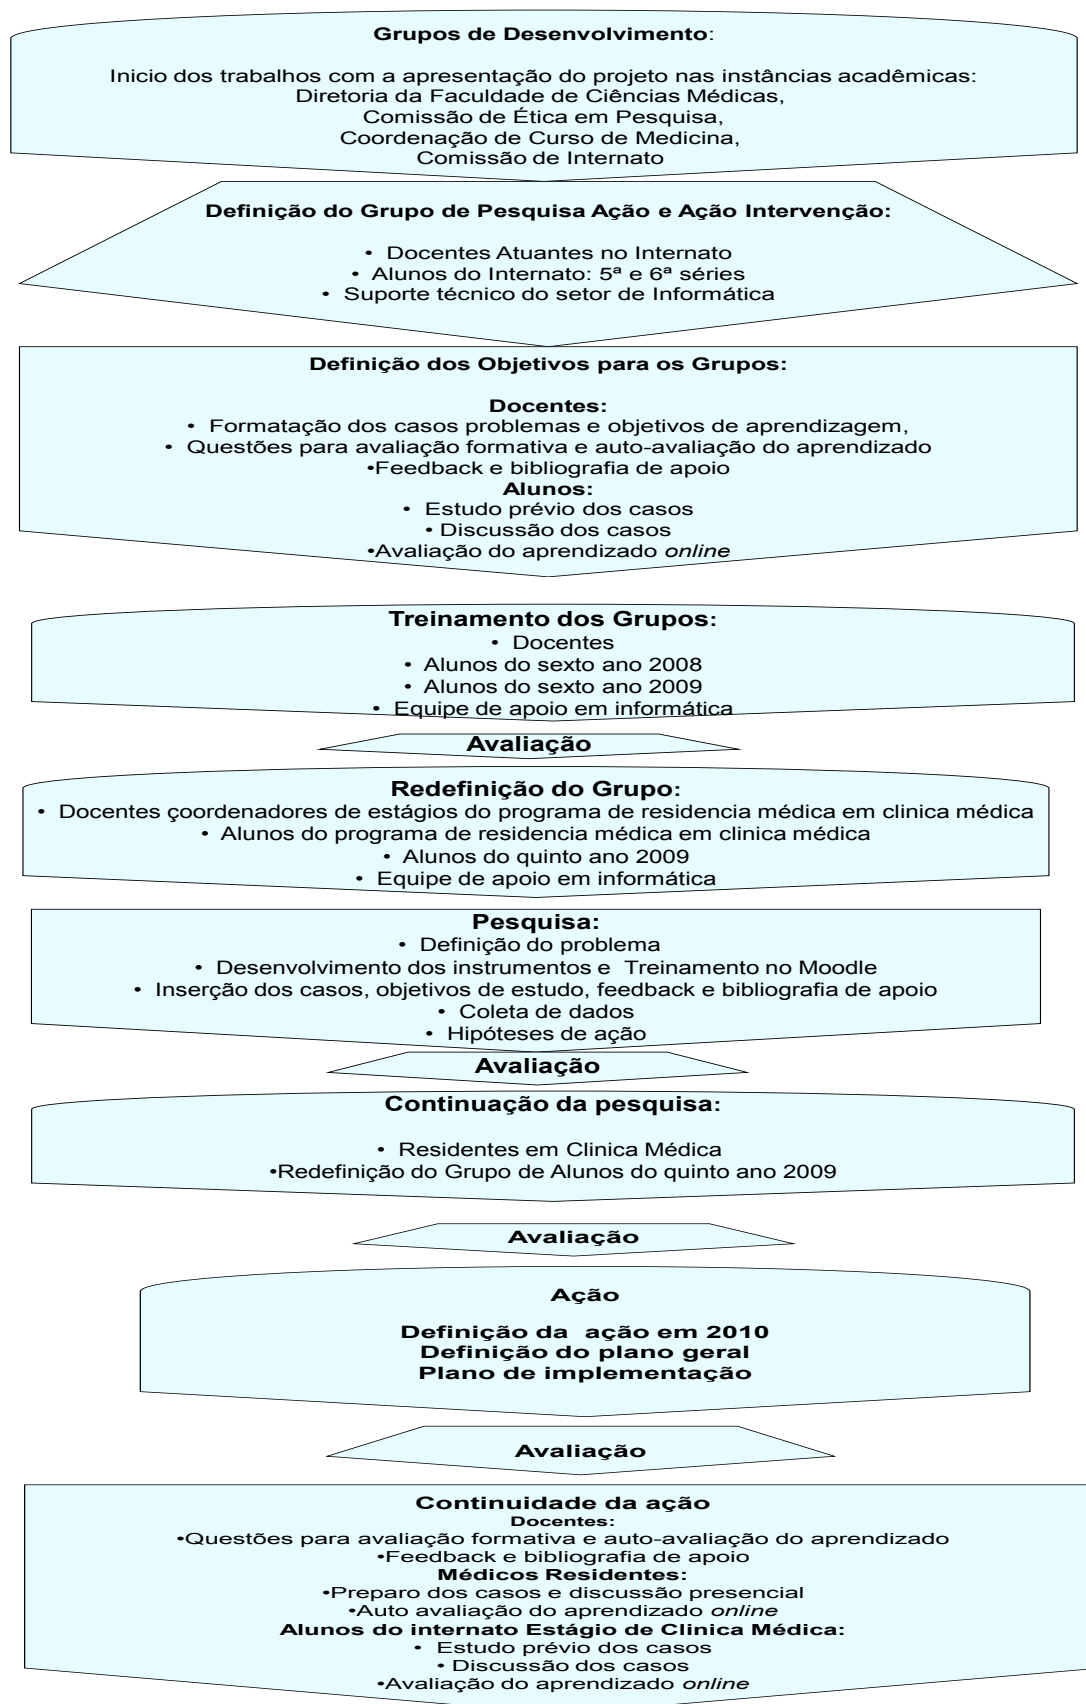 Grupos de Desenvolvimento:
Inicio dos trabalhos com a apresentação do projeto nas instâncias acadêmicas:
Diretoria da Faculdade de Ciências Médicas,
Comissão de Ética em Pesquisa,
Coordenação de Curso de Medicina,
Comissão de Internato
Definição do Grupo de Pesquisa Ação e Ação Intervenção:
• Docentes Atuantes no Internato
• Alunos do Internato: 5ª e 6ª séries
• Suporte técnico do setor de Informática
Definição dos Objetivos para os Grupos:
Docentes:
• Formatação dos casos problemas e objetivos de aprendizagem,
• Questões para avaliação formativa e auto-avaliação do aprendizado
•Feedback e bibliografia de apoio
Alunos:
• Estudo prévio dos casos
• Discussão dos casos
•Avaliação do aprendizado online
Treinamento dos Grupos:
• Docentes
• Alunos do sexto ano 2008
• Alunos do sexto ano 2009
• Equipe de apoio em informática
Avaliação
Redefinição do Grupo:
• Docentes çoordenadores de estágios do programa de residencia médica em clinica médica
• Alunos do programa de residencia médica em clinica médica
• Alunos do quinto ano 2009
• Equipe de apoio em informática
Pesquisa:
• Definição do problema
• Desenvolvimento dos instrumentos e Treinamento no Moodle
• Inserção dos casos, objetivos de estudo, feedback e bibliografia de apoio
• Coleta de dados
• Hipóteses de ação
Avaliação
Continuação da pesquisa:
• Residentes em Clinica Médica
•Redefinição do Grupo de Alunos do quinto ano 2009
Avaliação
Ação
Definição da ação em 2010
Definição do plano geral
Plano de implementação
Avaliação
Continuidade da ação
Docentes:
•Questões para avaliação formativa e auto-avaliação do aprendizado
•Feedback e bibliografia de apoio
Médicos Residentes:
•Preparo dos casos e discussão presencial
•Auto avaliação do aprendizado online
Alunos do internato Estágio de Clinica Médica:
• Estudo prévio dos casos
• Discussão dos casos
•Avaliação do aprendizado online